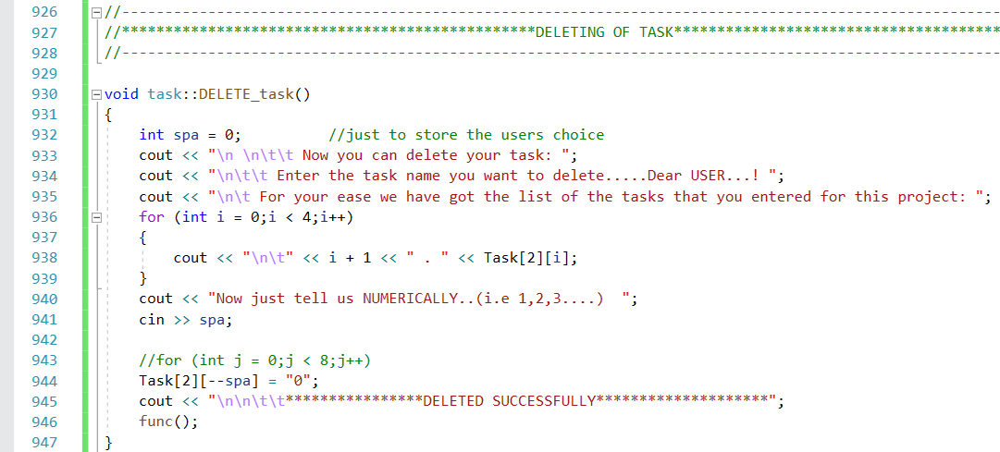 926 //-------------------------------------------------------------------------------------------------------
927 //************************************************DELETING OF TASK**************************************
928 //-------------------------------------------------------------------------------------------------------
929
930 void task::DELETE_task()
931 {
932 int spa = 0; //just to store the users choice
933 cout << "\n \n\t\t Now you can delete your task: ";
934 cout << "\n\t\t Enter the task name you want to delete.....Dear USER...! ";
935 cout << "\n\t For your ease we have got the list of the tasks that you entered for this project: ";
936 for (int i = 0;i < 4;i++)
937 {
938 cout << "\n\t" << i + 1 << " . " << Task[2][i];
939 }
940 cout << "Now just tell us NUMERICALLY..(i.e 1,2,3....)  ";
941 cin >> spa;
942
943 //for (int j = 0;j < 8;j++)
944 Task[2][--spa] = "0";
945 cout << "\n\n\t\t****************DELETED SUCCESSFULLY********************";
946 func();
947 }